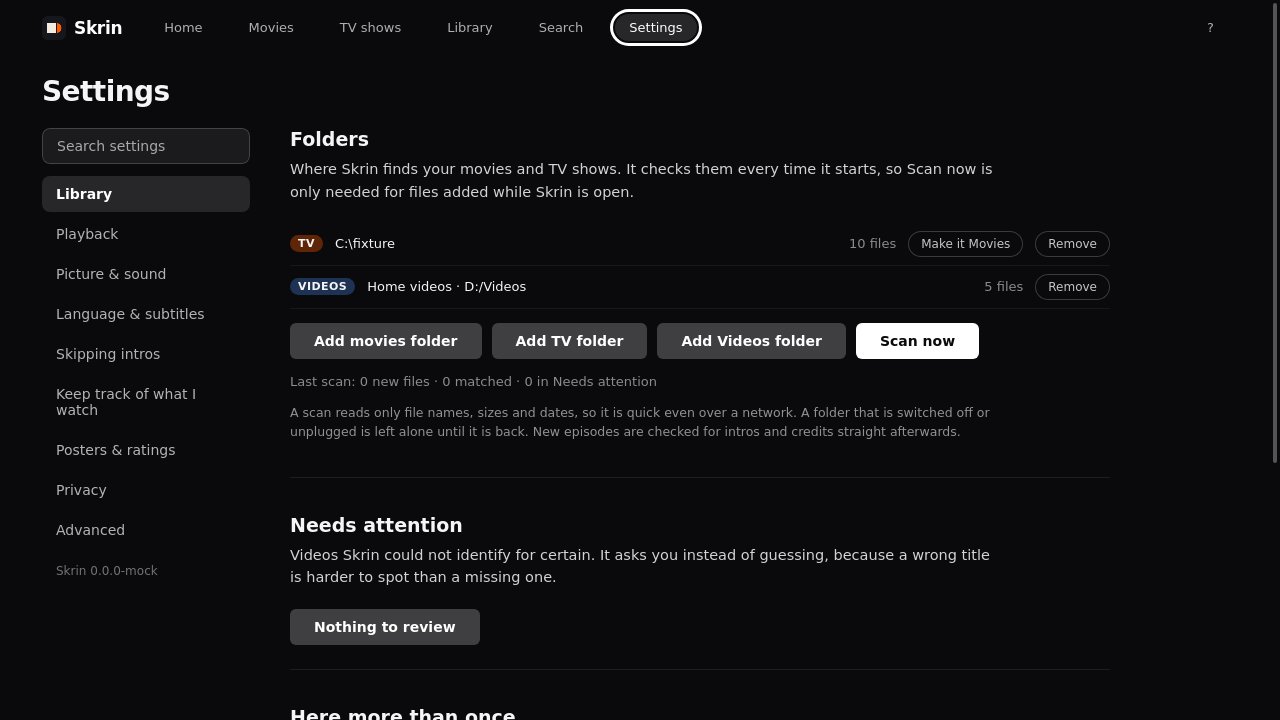 Skrin
Home
Movies
TV shows
Library
Search
Settings
?
Settings
Search settings
Library
Playback
Picture & sound
Language & subtitles
Skipping intros
Keep track of what I
watch
Posters & ratings
Privacy
Advanced
Skrin 0.0.0-mock
Folders
Where Skrin finds your movies and TV shows. It checks them every time it starts, so Scan now is
only needed for files added while Skrin is open.
TV C:\fixture 10 files Make it Movies Remove
VIDEOS Home videos · D:/Videos 5 files Remove
Add movies folder Add TV folder Add Videos folder Scan now
Last scan: 0 new files · 0 matched · 0 in Needs attention
A scan reads only file names, sizes and dates, so it is quick even over a network. A folder that is switched off or
unplugged is left alone until it is back. New episodes are checked for intros and credits straight afterwards.
Needs attention
Videos Skrin could not identify for certain. It asks you instead of guessing, because a wrong title
is harder to spot than a missing one.
Nothing to review
Here more than once